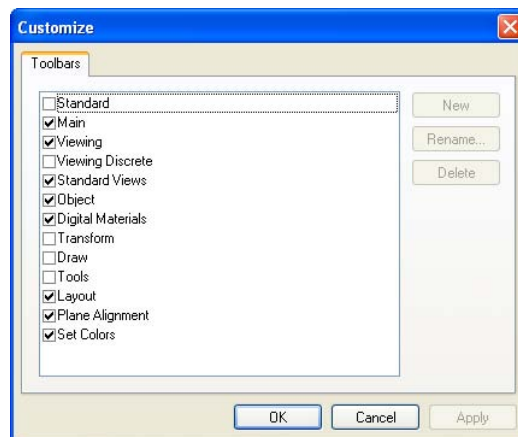 Customize
Toolbars
Standard
Main
Viewing
Viewing Discrete
Standard Views
Object
Digital Materials
Transform
Draw
Tools
Layout
Plane Alignment
Set Colors
New
Rename...
Delete
OK
Cancel
Apply